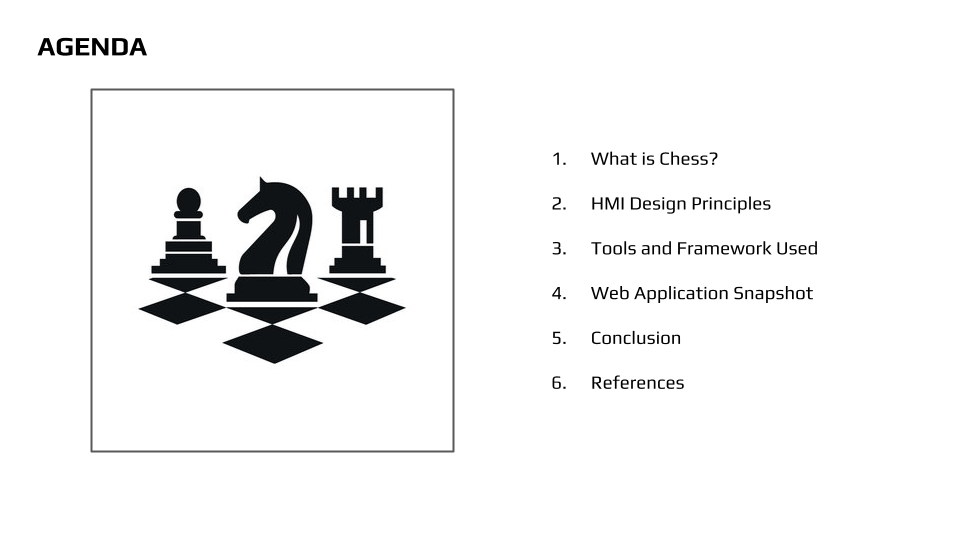 AGENDA
1. What is Chess?
2. HMI Design Principles
3. Tools and Framework Used
4. Web Application Snapshot
5. Conclusion
6. References